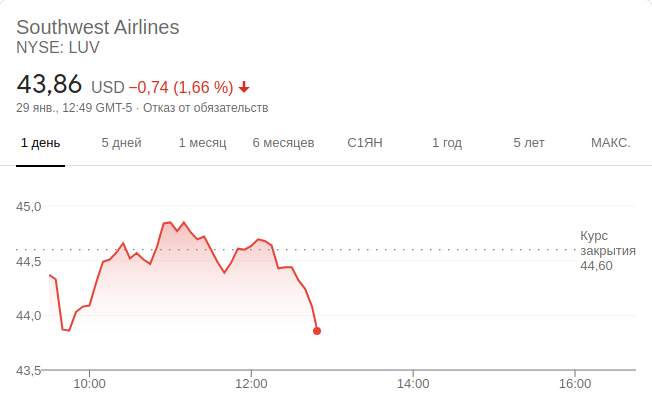 Southwest Airlines
NYSE: LUV
43,86 USD −0,74 (1,66 %)
29 янв., 12:49 GMT-5 · Отказ от обязательств
1 день 5 дней 1 месяц 6 месяцев С1ЯН 1 год 5 лет МАКС.
45,0
Курс
закрытия
44,60
44,5
44,0
43,5
10:00 12:00 14:00 16:00